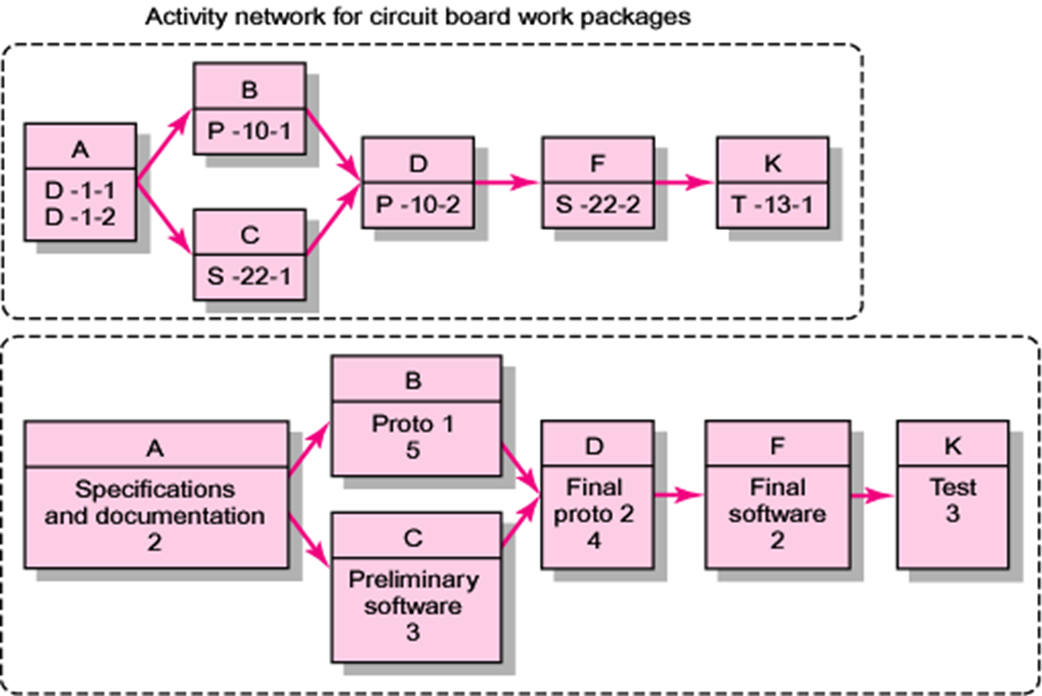 Activity network for circuit board work packages
A
D -1-1
D -1-2
B
P -10-1
C
S -22-1
D
P -10-2
F
S -22-2
K
T -13-1
A
Specifications
and documentation
2
B
Proto 1
5
C
Preliminary
software
3
D
Final
proto 2
4
F
Final
software
2
K
Test
3